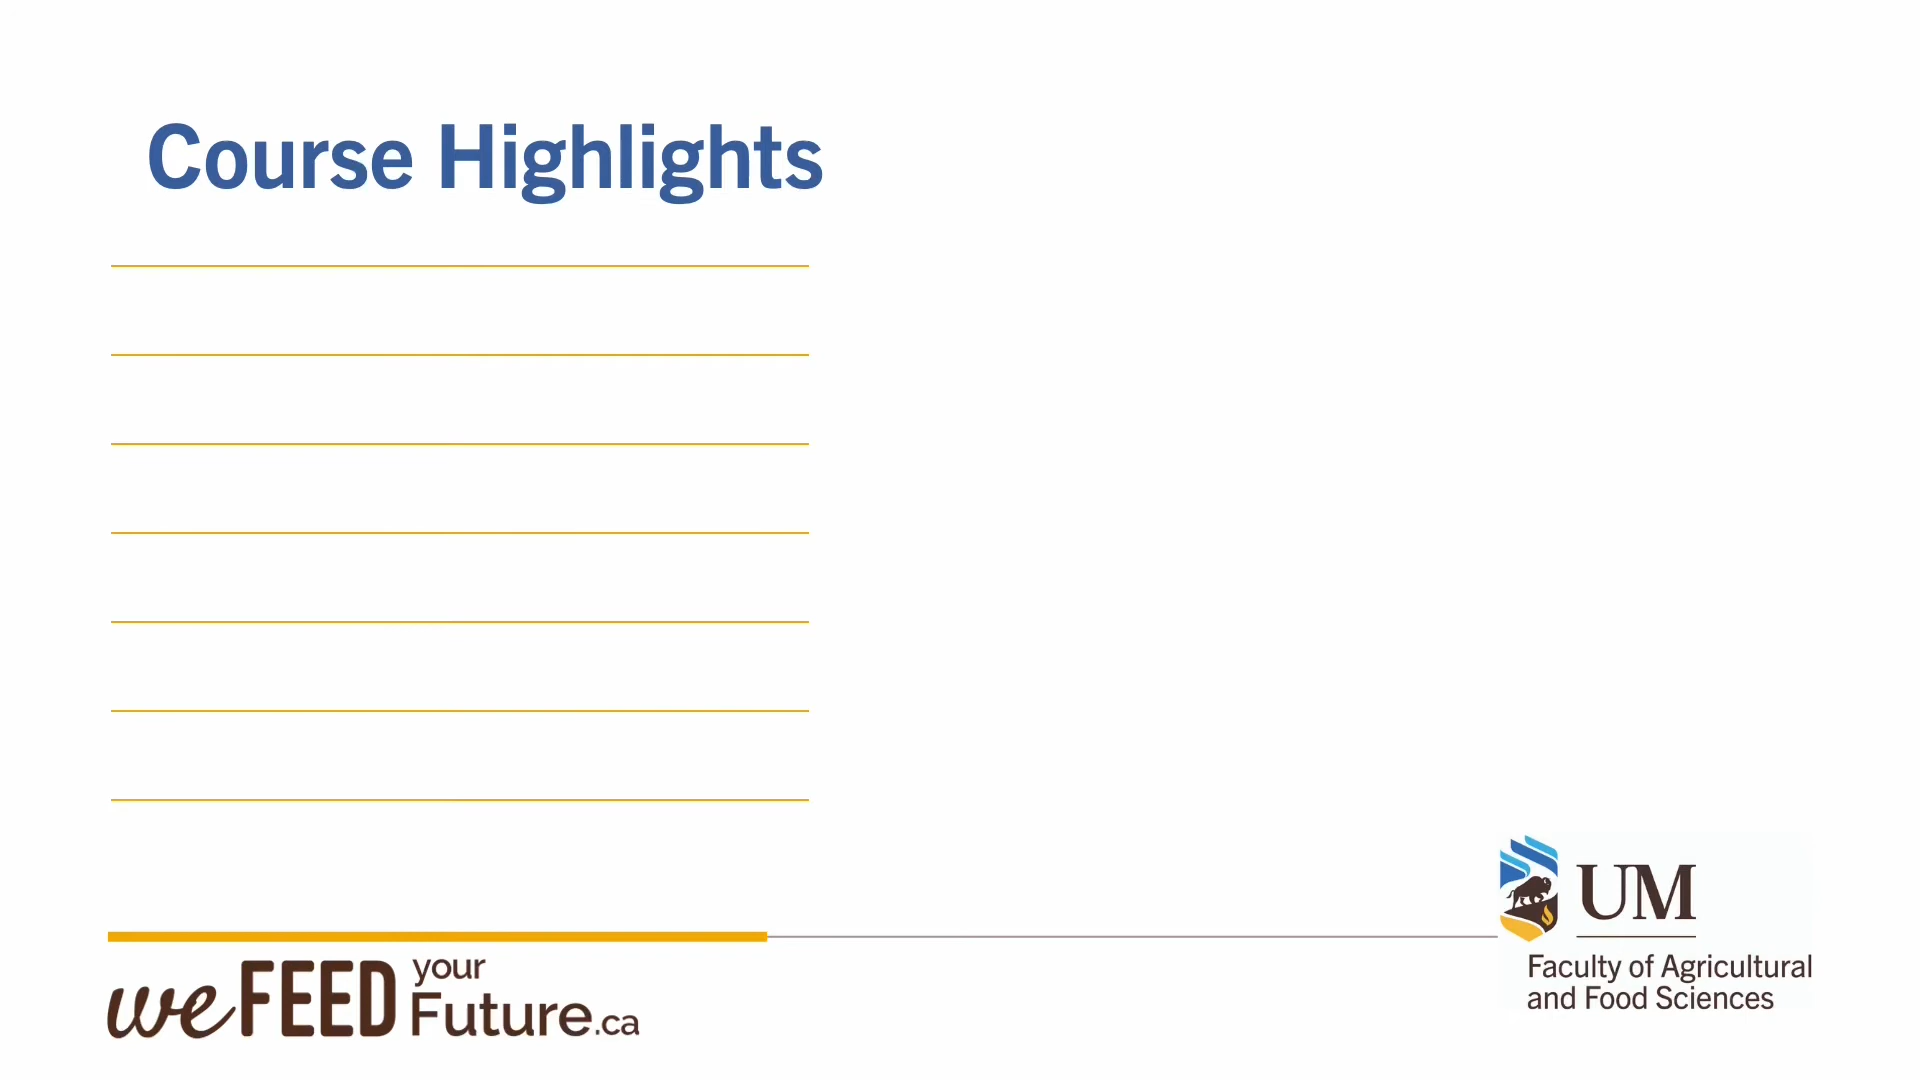 Course Highlights
UM
Faculty of Agricultural
and Food Sciences
we FEED your
Future.ca